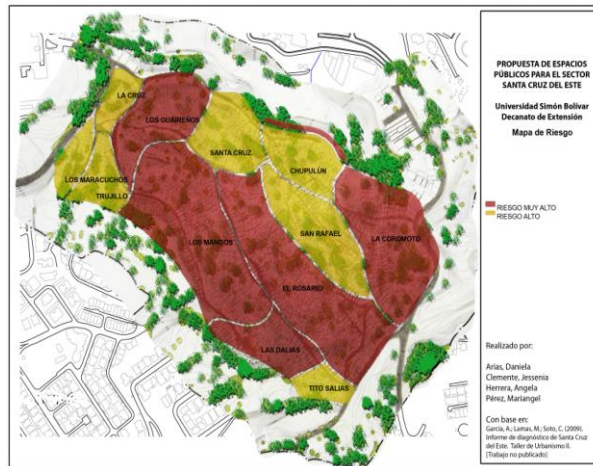 PROPUESTA DE ESPACIOS
PÚBLICOS PARA EL SECTOR
SANTA CRUZ DEL ESTE
Universidad Simón Bolívar
Decanato de Extensión
Mapa de Riesgo
RIESGO MUY ALTO
RIESGO ALTO
LA CRUZ
LOS GUAIREÑOS
SANTA CRUZ
CHUPULÚN
LOS MARACUCHOS
TRUJILLO
LOS MANGOS
SAN RAFAEL
LA COROMOTO
EL ROSARIO
LAS DALIAS
TITO SALIAS
Realizado por:
Arias, Daniela
Clemente, Jessenia
Herrera, Angela
Pérez, Mariangel
Con base en:
García, A.; Lamas, M.; Soto, C. (2009).
Informe de diagnóstico de Santa Cruz
del Este. Taller de Urbanismo II.
[Trabajo no publicado]